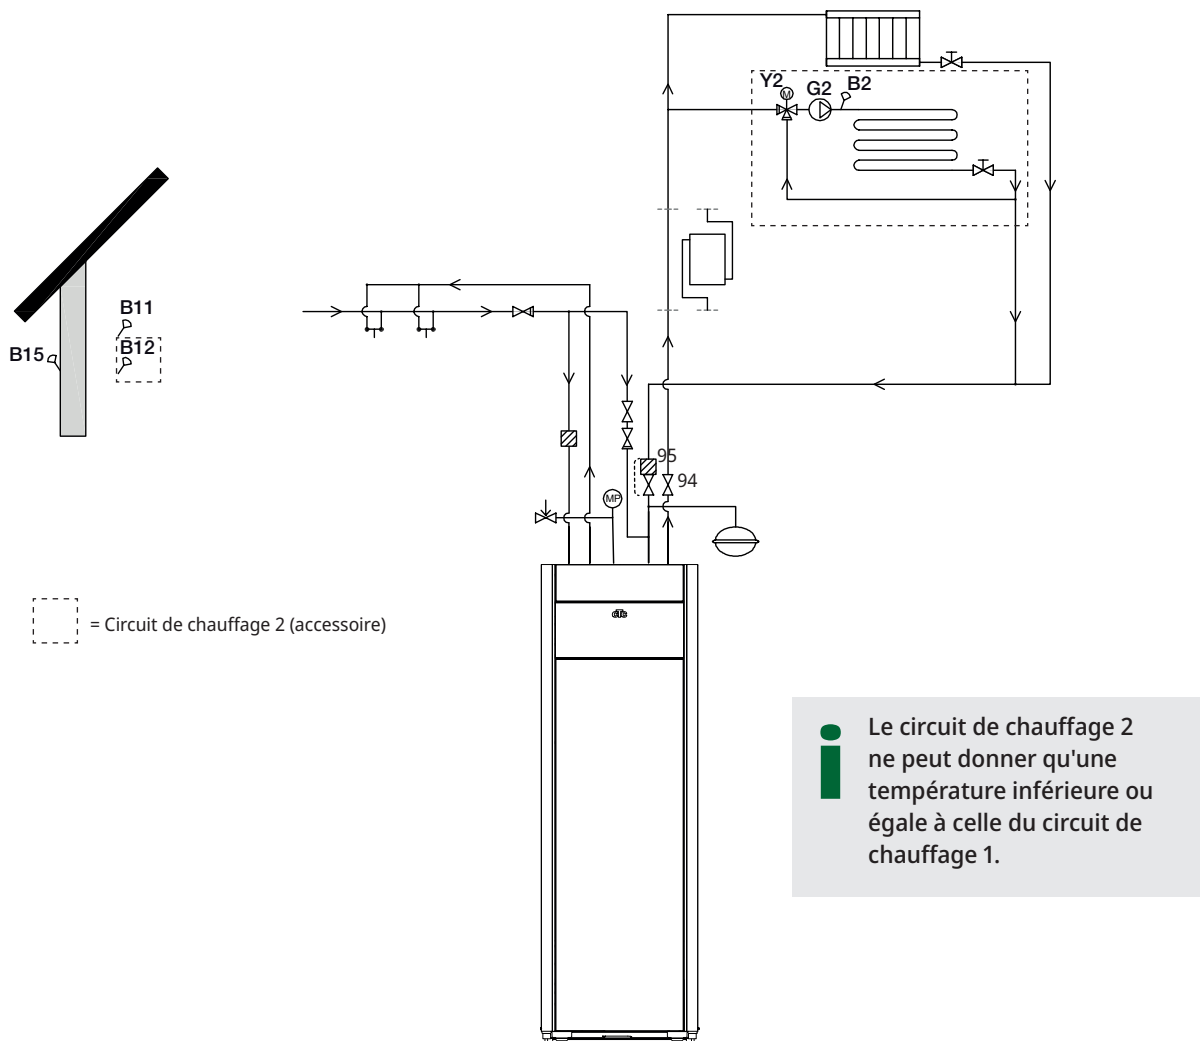 Y2
M
G2
B2
B11
B12
B15
95
94
MP
CTC
= Circuit de chauffage 2 (accessoire)
i
Le circuit de chauffage 2
ne peut donner qu'une
température inférieure ou
égale à celle du circuit de
chauffage 1.